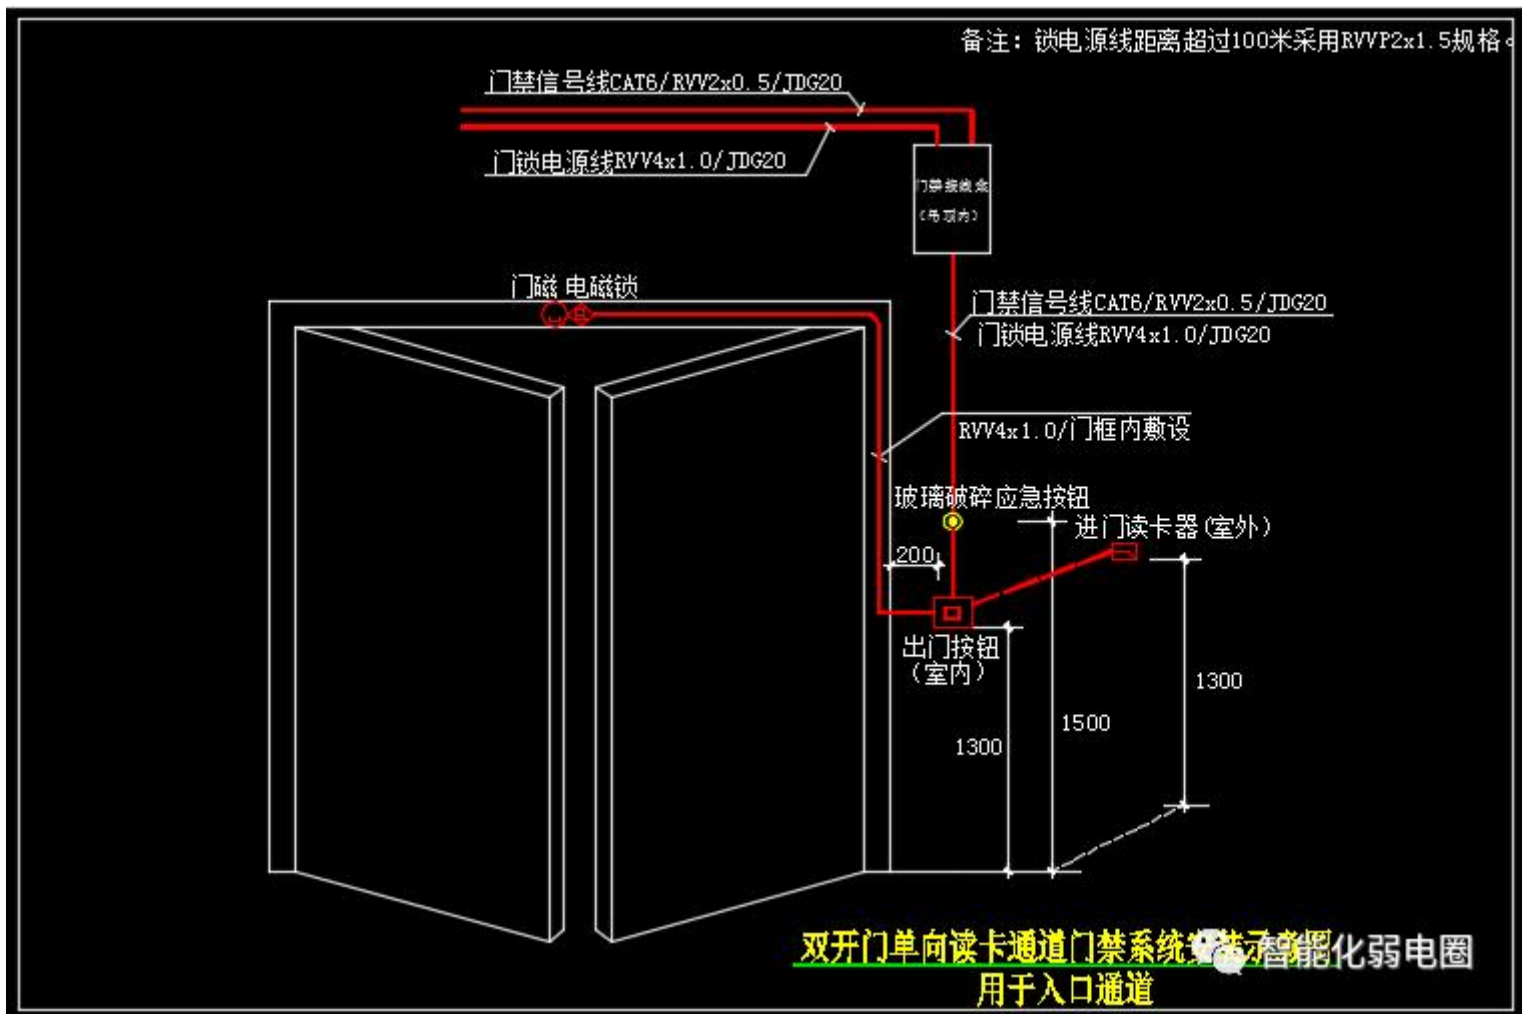 备注：锁电源线距离超过100米采用RVVP2x1.5规格。
门禁信号线CAT6/RVV2x0.5/JDG20
门锁电源线RVV4x1.0/JDG20
门禁接线盒
（吊顶内）
门磁 电磁锁
门禁信号线CAT6/RVV2x0.5/JDG20
门锁电源线RVV4x1.0/JDG20
RVV4x1.0/门框内敷设
玻璃破碎应急按钮
进门读卡器(室外)
200
出门按钮
（室内）
1300
1500
1300
双开门单向读卡通道门禁系统安装示意图
智能化弱电圈
用于入口通道